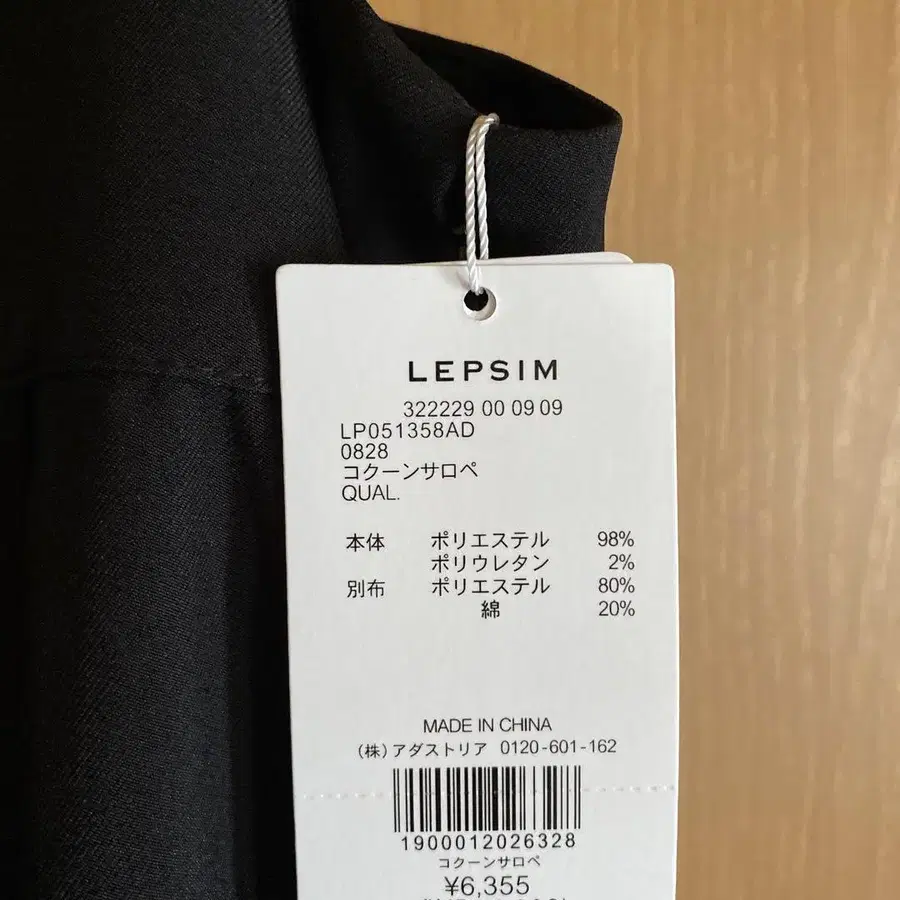 LEPSIM
322229 00 09 09
LP051358AD
0828
コクーンサロペ
QUAL.
本体 ポリエステル 98%
ポリウレタン 2%
別布 ポリエステル 80%
綿 20%
MADE IN CHINA
(株)アダストリア 0120-601-162
1900012026328
コクーンサロペ
¥6,355